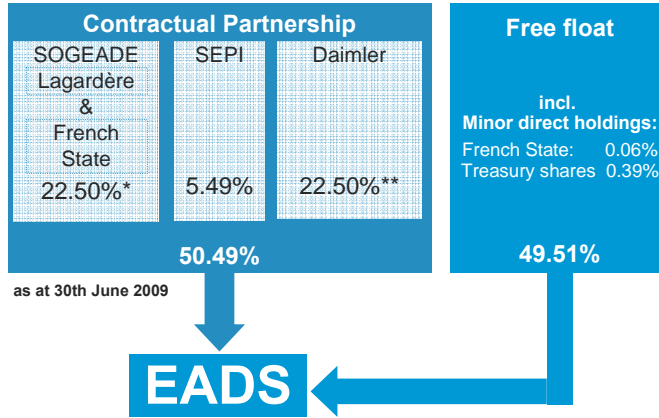 Contractual Partnership
SOGEADE
Lagardère
&
French
State
22.50%*
SEPI
5.49%
Daimler
22.50%**
50.49%
Free float
incl.
Minor direct holdings:
French State: 0.06%
Treasury shares 0.39%
49.51%
as at 30th June 2009
EADS